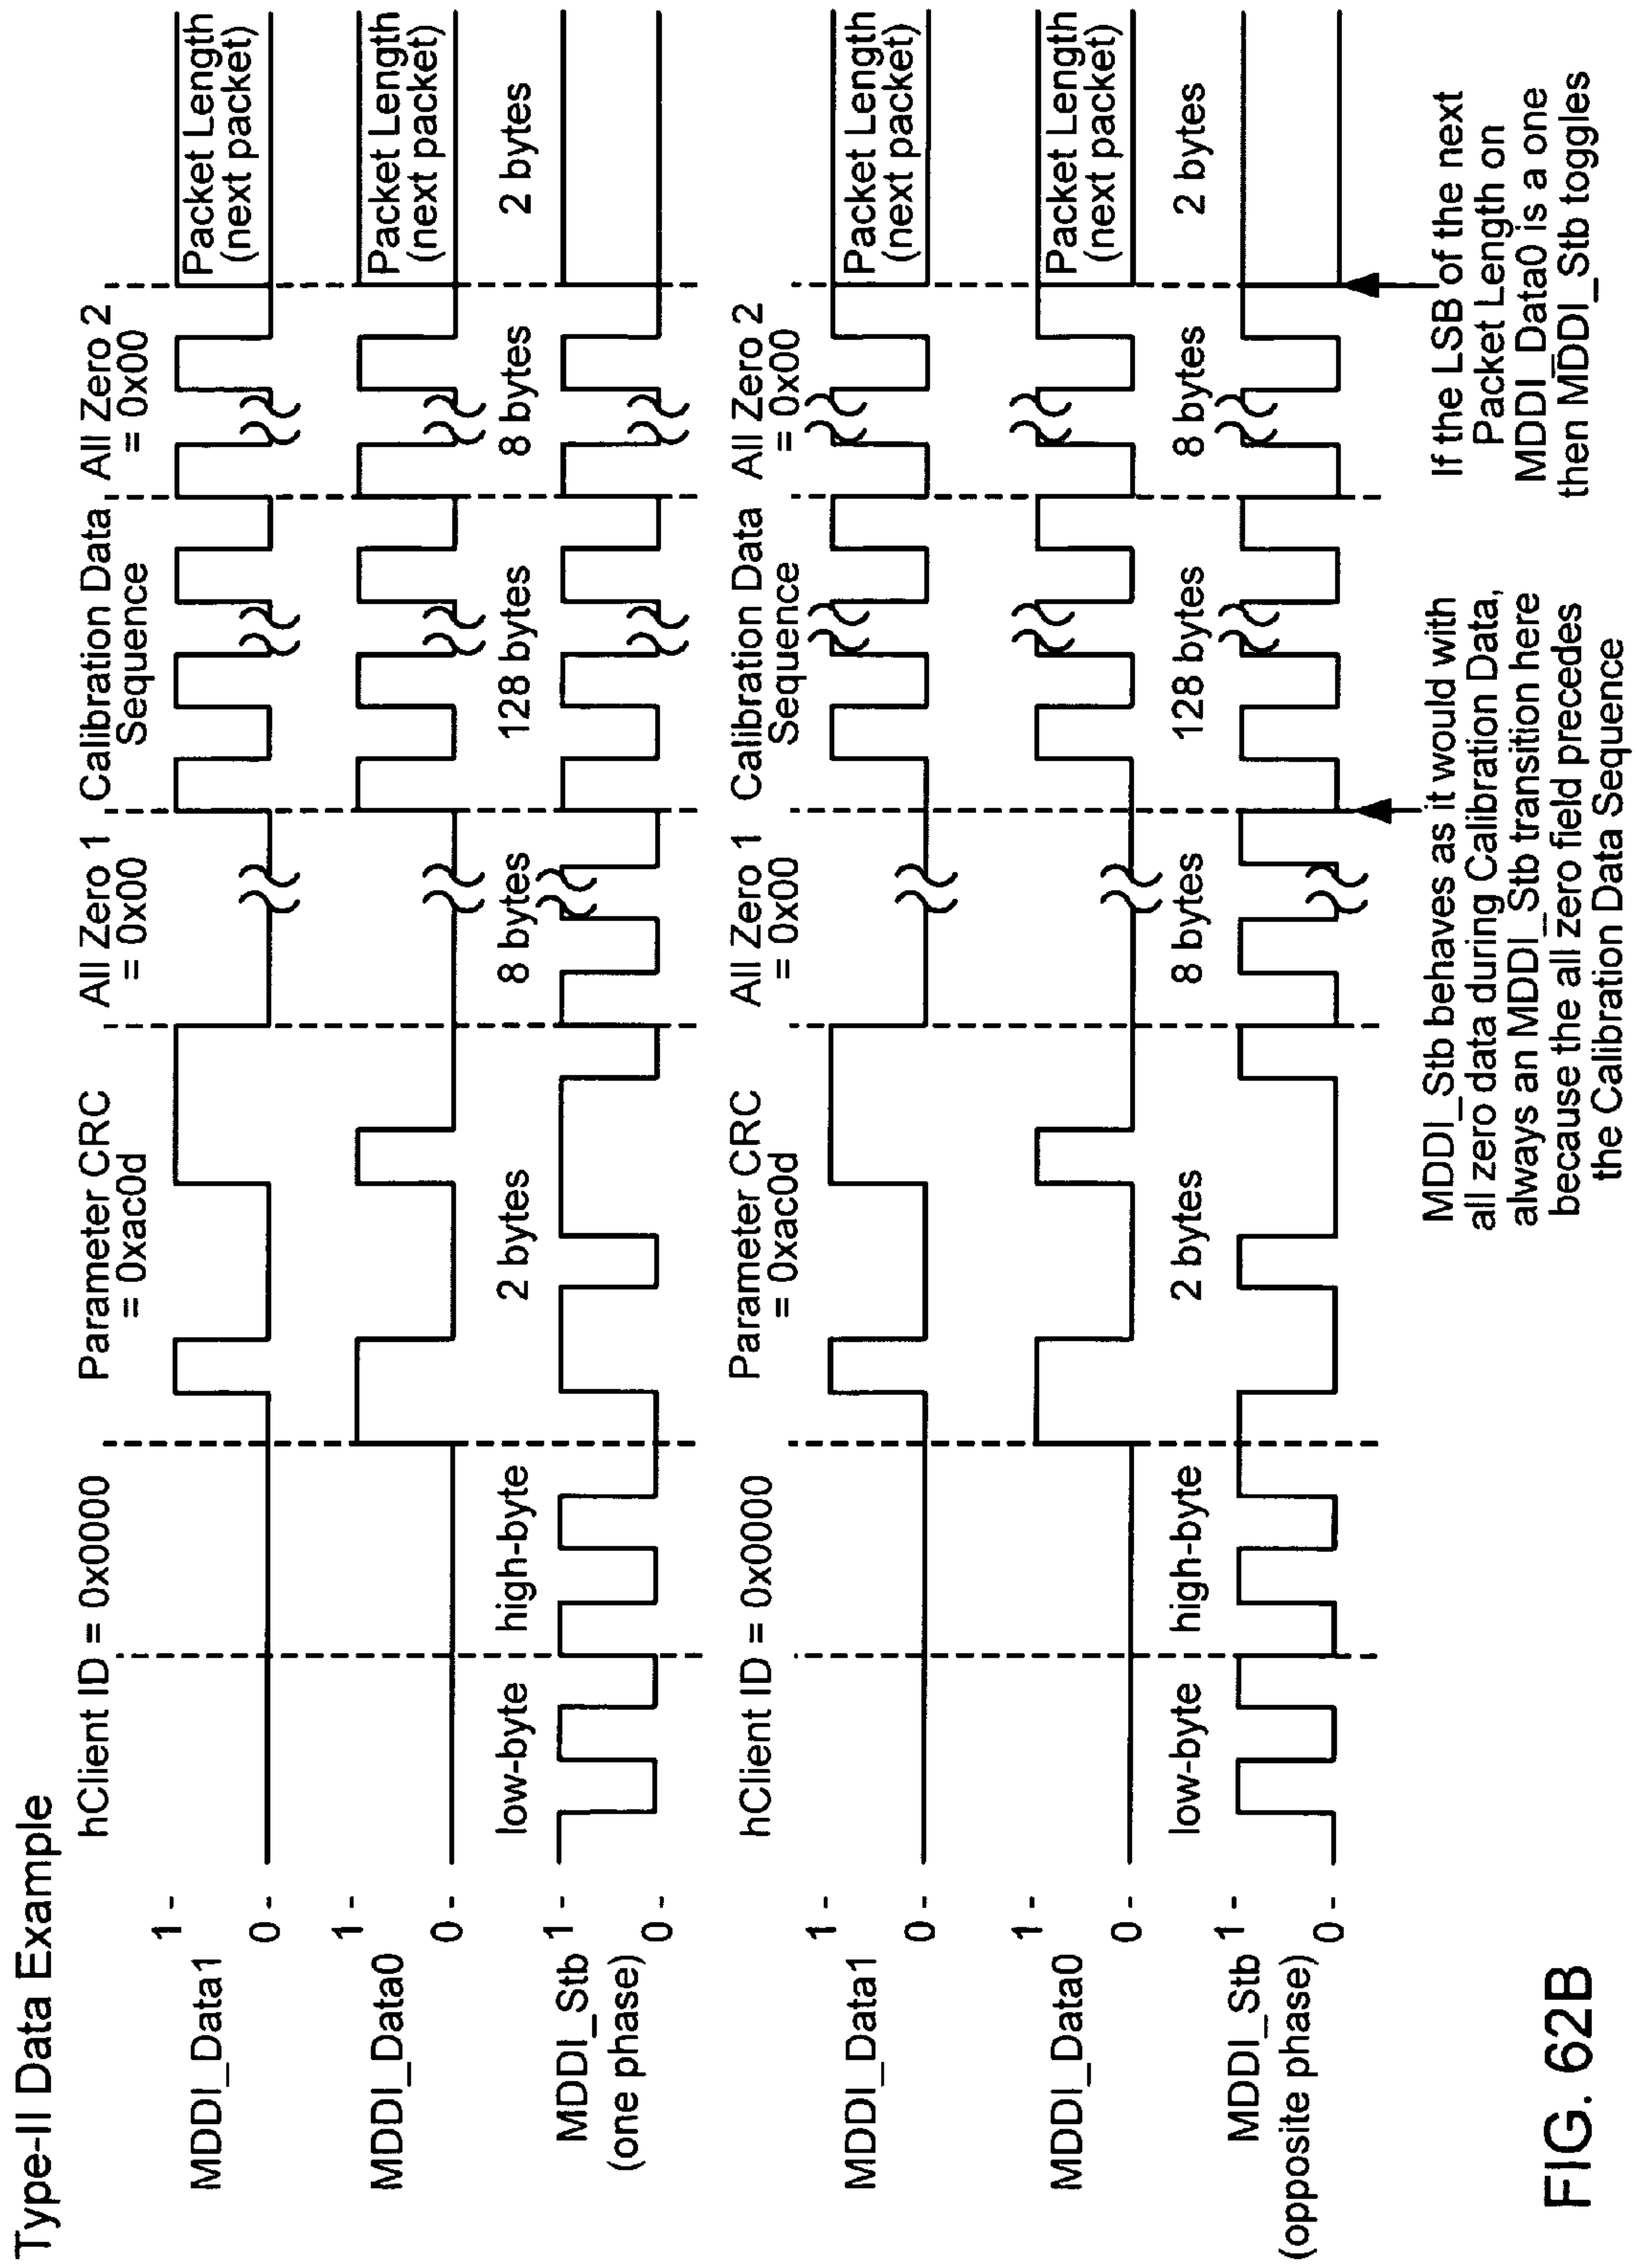 Type-II Data Example
hClient ID = 0x0000
Parameter CRC
= 0xac0d
All Zero 1
= 0x00
Calibration Data
Sequence
All Zero 2
= 0x00
MDDI_Data1
1-
0-
Packet Length
(next packet)
MDDI_Data0
1-
0-
Packet Length
(next packet)
low-byte
high-byte
2 bytes
8 bytes
128 bytes
8 bytes
2 bytes
MDDI_Stb
(one phase)
1-
0-
hClient ID = 0x0000
Parameter CRC
= 0xac0d
All Zero 1
= 0x00
Calibration Data
Sequence
All Zero 2
= 0x00
MDDI_Data1
1-
0-
Packet Length
(next packet)
MDDI_Data0
1-
0-
Packet Length
(next packet)
low-byte
high-byte
2 bytes
8 bytes
128 bytes
8 bytes
2 bytes
MDDI_Stb
(opposite phase)
1-
0-
MDDI_Stb behaves as it would with
all zero data during Calibration Data,
always an MDDI_Stb transition here
because the all zero field precedes
the Calibration Data Sequence
If the LSB of the next
Packet Length on
MDDI_Data0 is a one
then MDDI_Stb toggles
FIG. 62B